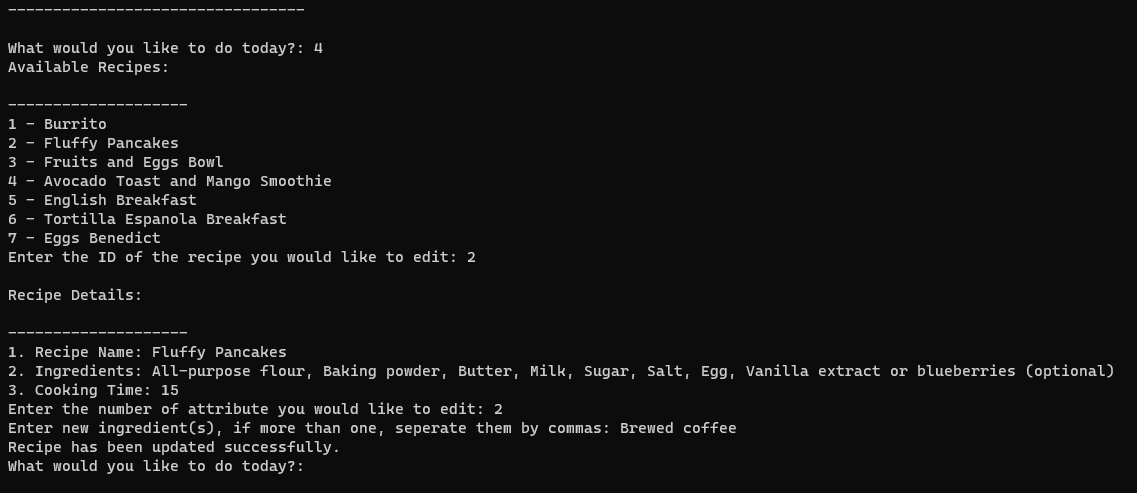 ---------------------------------
What would you like to do today?: 4
Available Recipes:
--------------------
1 - Burrito
2 - Fluffy Pancakes
3 - Fruits and Eggs Bowl
4 - Avocado Toast and Mango Smoothie
5 - English Breakfast
6 - Tortilla Espanola Breakfast
7 - Eggs Benedict
Enter the ID of the recipe you would like to edit: 2
Recipe Details:
--------------------
1. Recipe Name: Fluffy Pancakes
2. Ingredients: All-purpose flour, Baking powder, Butter, Milk, Sugar, Salt, Egg, Vanilla extract or blueberries (optional)
3. Cooking Time: 15
Enter the number of attribute you would like to edit: 2
Enter new ingredient(s), if more than one, seperate them by commas: Brewed coffee
Recipe has been updated successfully.
What would you like to do today?: